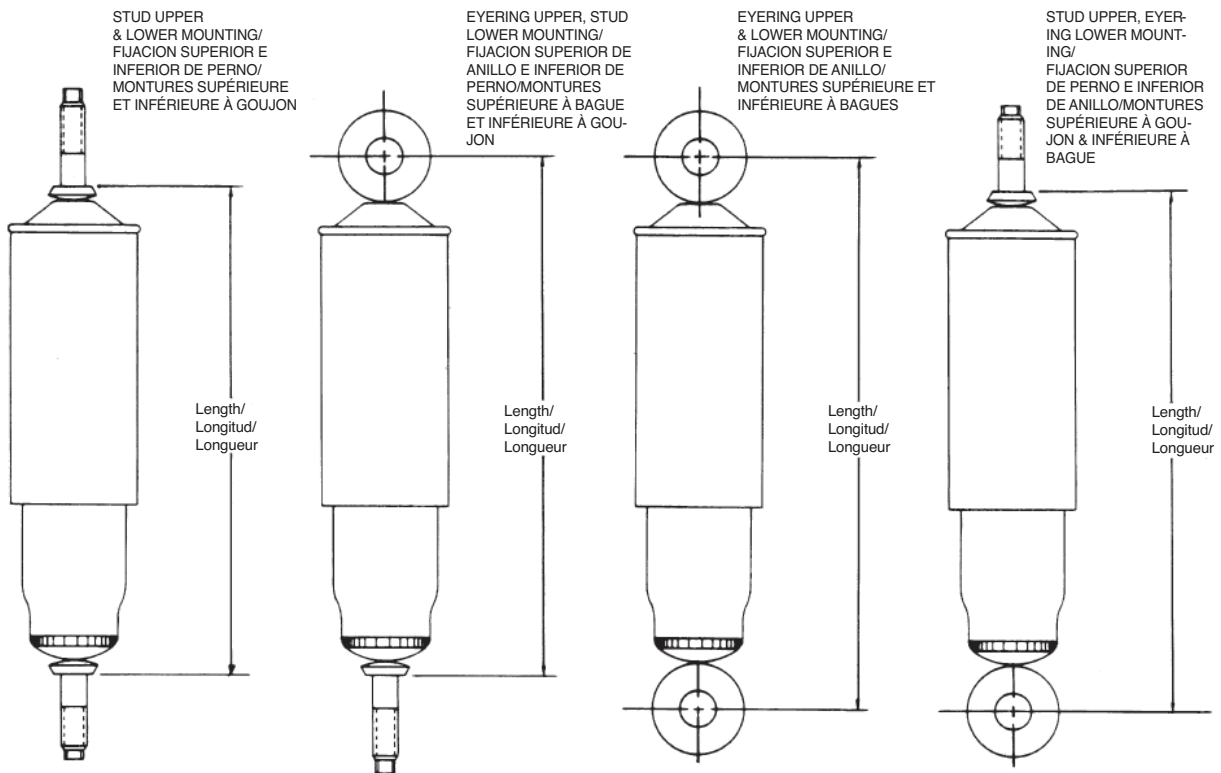 STUD UPPER
& LOWER MOUNTING/
FIJACION SUPERIOR E
INFERIOR DE PERNO/
MONTURES SUPÉRIEURE
ET INFÉRIEURE À GOUJON
EYERING UPPER, STUD
LOWER MOUNTING/
FIJACION SUPERIOR DE
ANILLO E INFERIOR DE
PERNO/MONTURES
SUPÉRIEURE À BAGUE
ET INFÉRIEURE À GOU-
JON
EYERING UPPER
& LOWER MOUNTING/
FIJACION SUPERIOR E
INFERIOR DE ANILLO/
MONTURES SUPÉRIEURE ET
INFÉRIEURE À BAGUES
STUD UPPER, EYER-
ING LOWER MOUNT-
ING/
FIJACION SUPERIOR
DE PERNO E INFERIOR
DE ANILLO/MONTURES
SUPÉRIEURE À GOU-
JON & INFÉRIEURE À
BAGUE
Length/
Longitud/
Longueur
Length/
Longitud/
Longueur
Length/
Longitud/
Longueur
Length/
Longitud/
Longueur